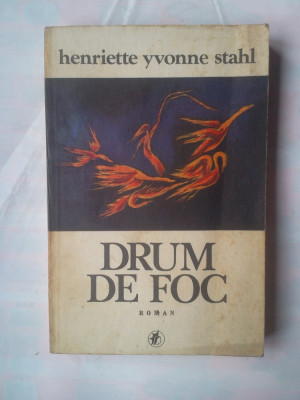 henriette yvonne stahl
DRUM
DE FOC
ROMAN